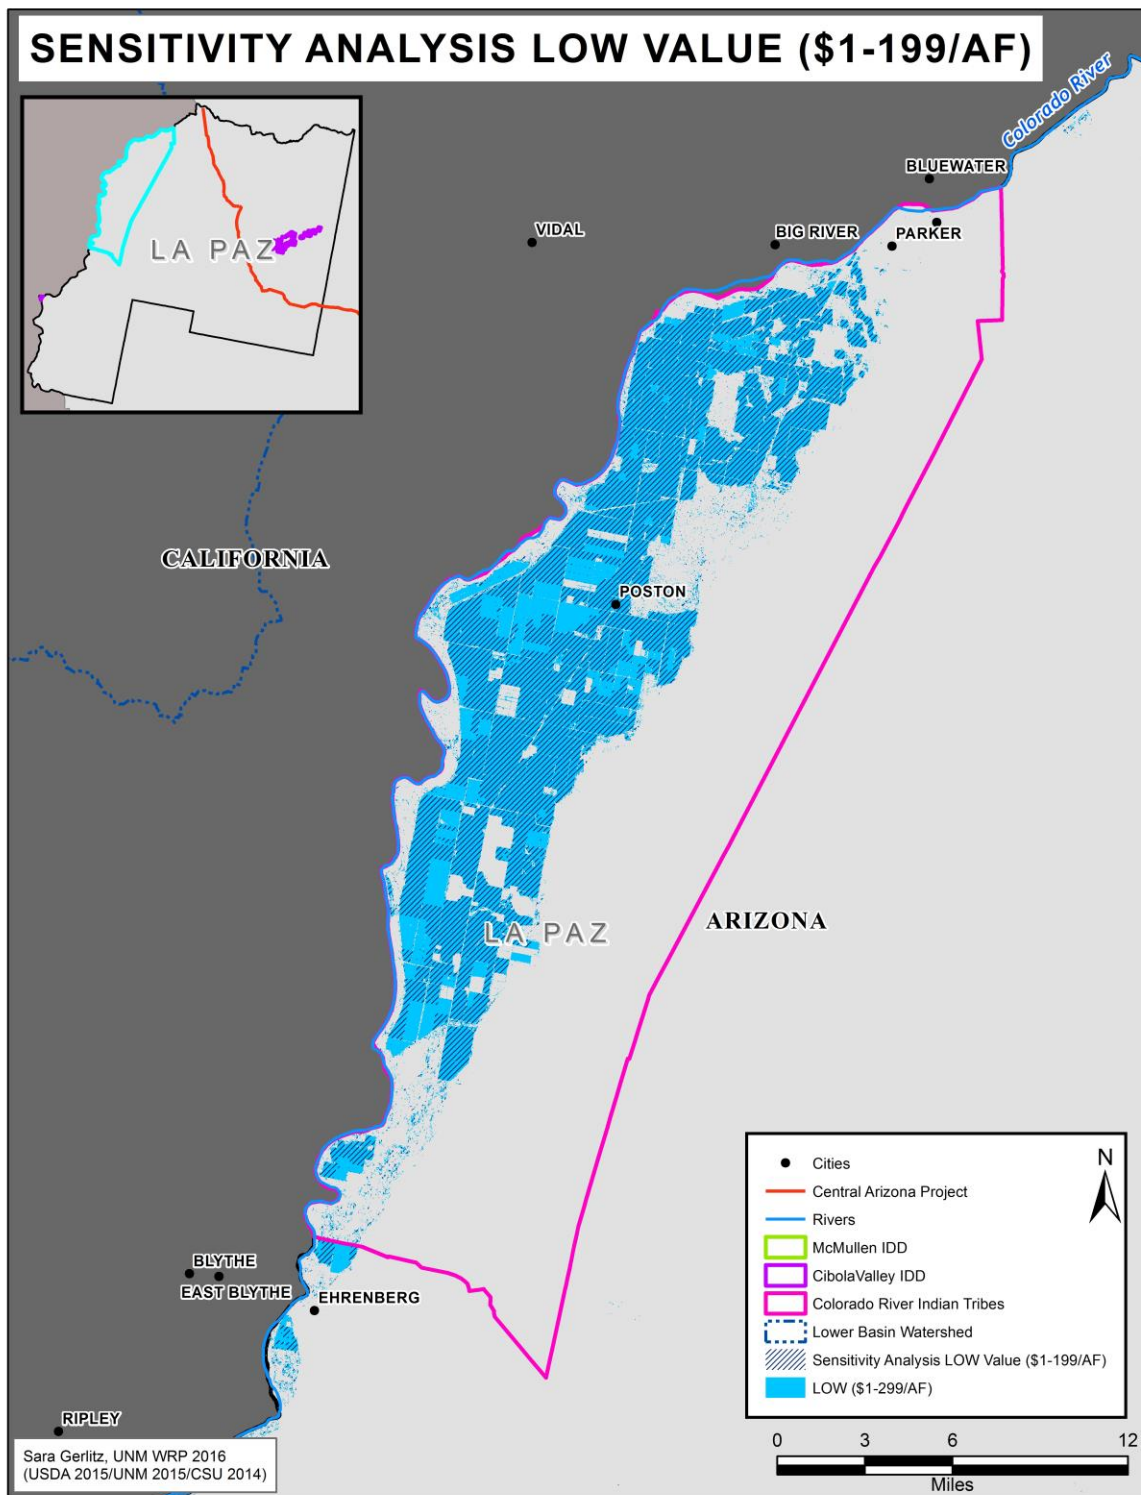 SENSITIVITY ANALYSIS LOW VALUE ($1-199/AF)
Colorado River
BLUEWATER
VIDAL
BIG RIVER
PARKER
LA PAZ
CALIFORNIA
POSTON
ARIZONA
LA PAZ
BLYTHE
EAST BLYTHE
EHRENBERG
RIPLEY
Cities
Central Arizona Project
Rivers
McMullen IDD
CibolaValley IDD
Colorado River Indian Tribes
Lower Basin Watershed
Sensitivity Analysis LOW Value ($1-199/AF)
LOW ($1-299/AF)
N
Sara Gerlitz, UNM WRP 2016
(USDA 2015/UNM 2015/CSU 2014)
0 3 6 12
Miles